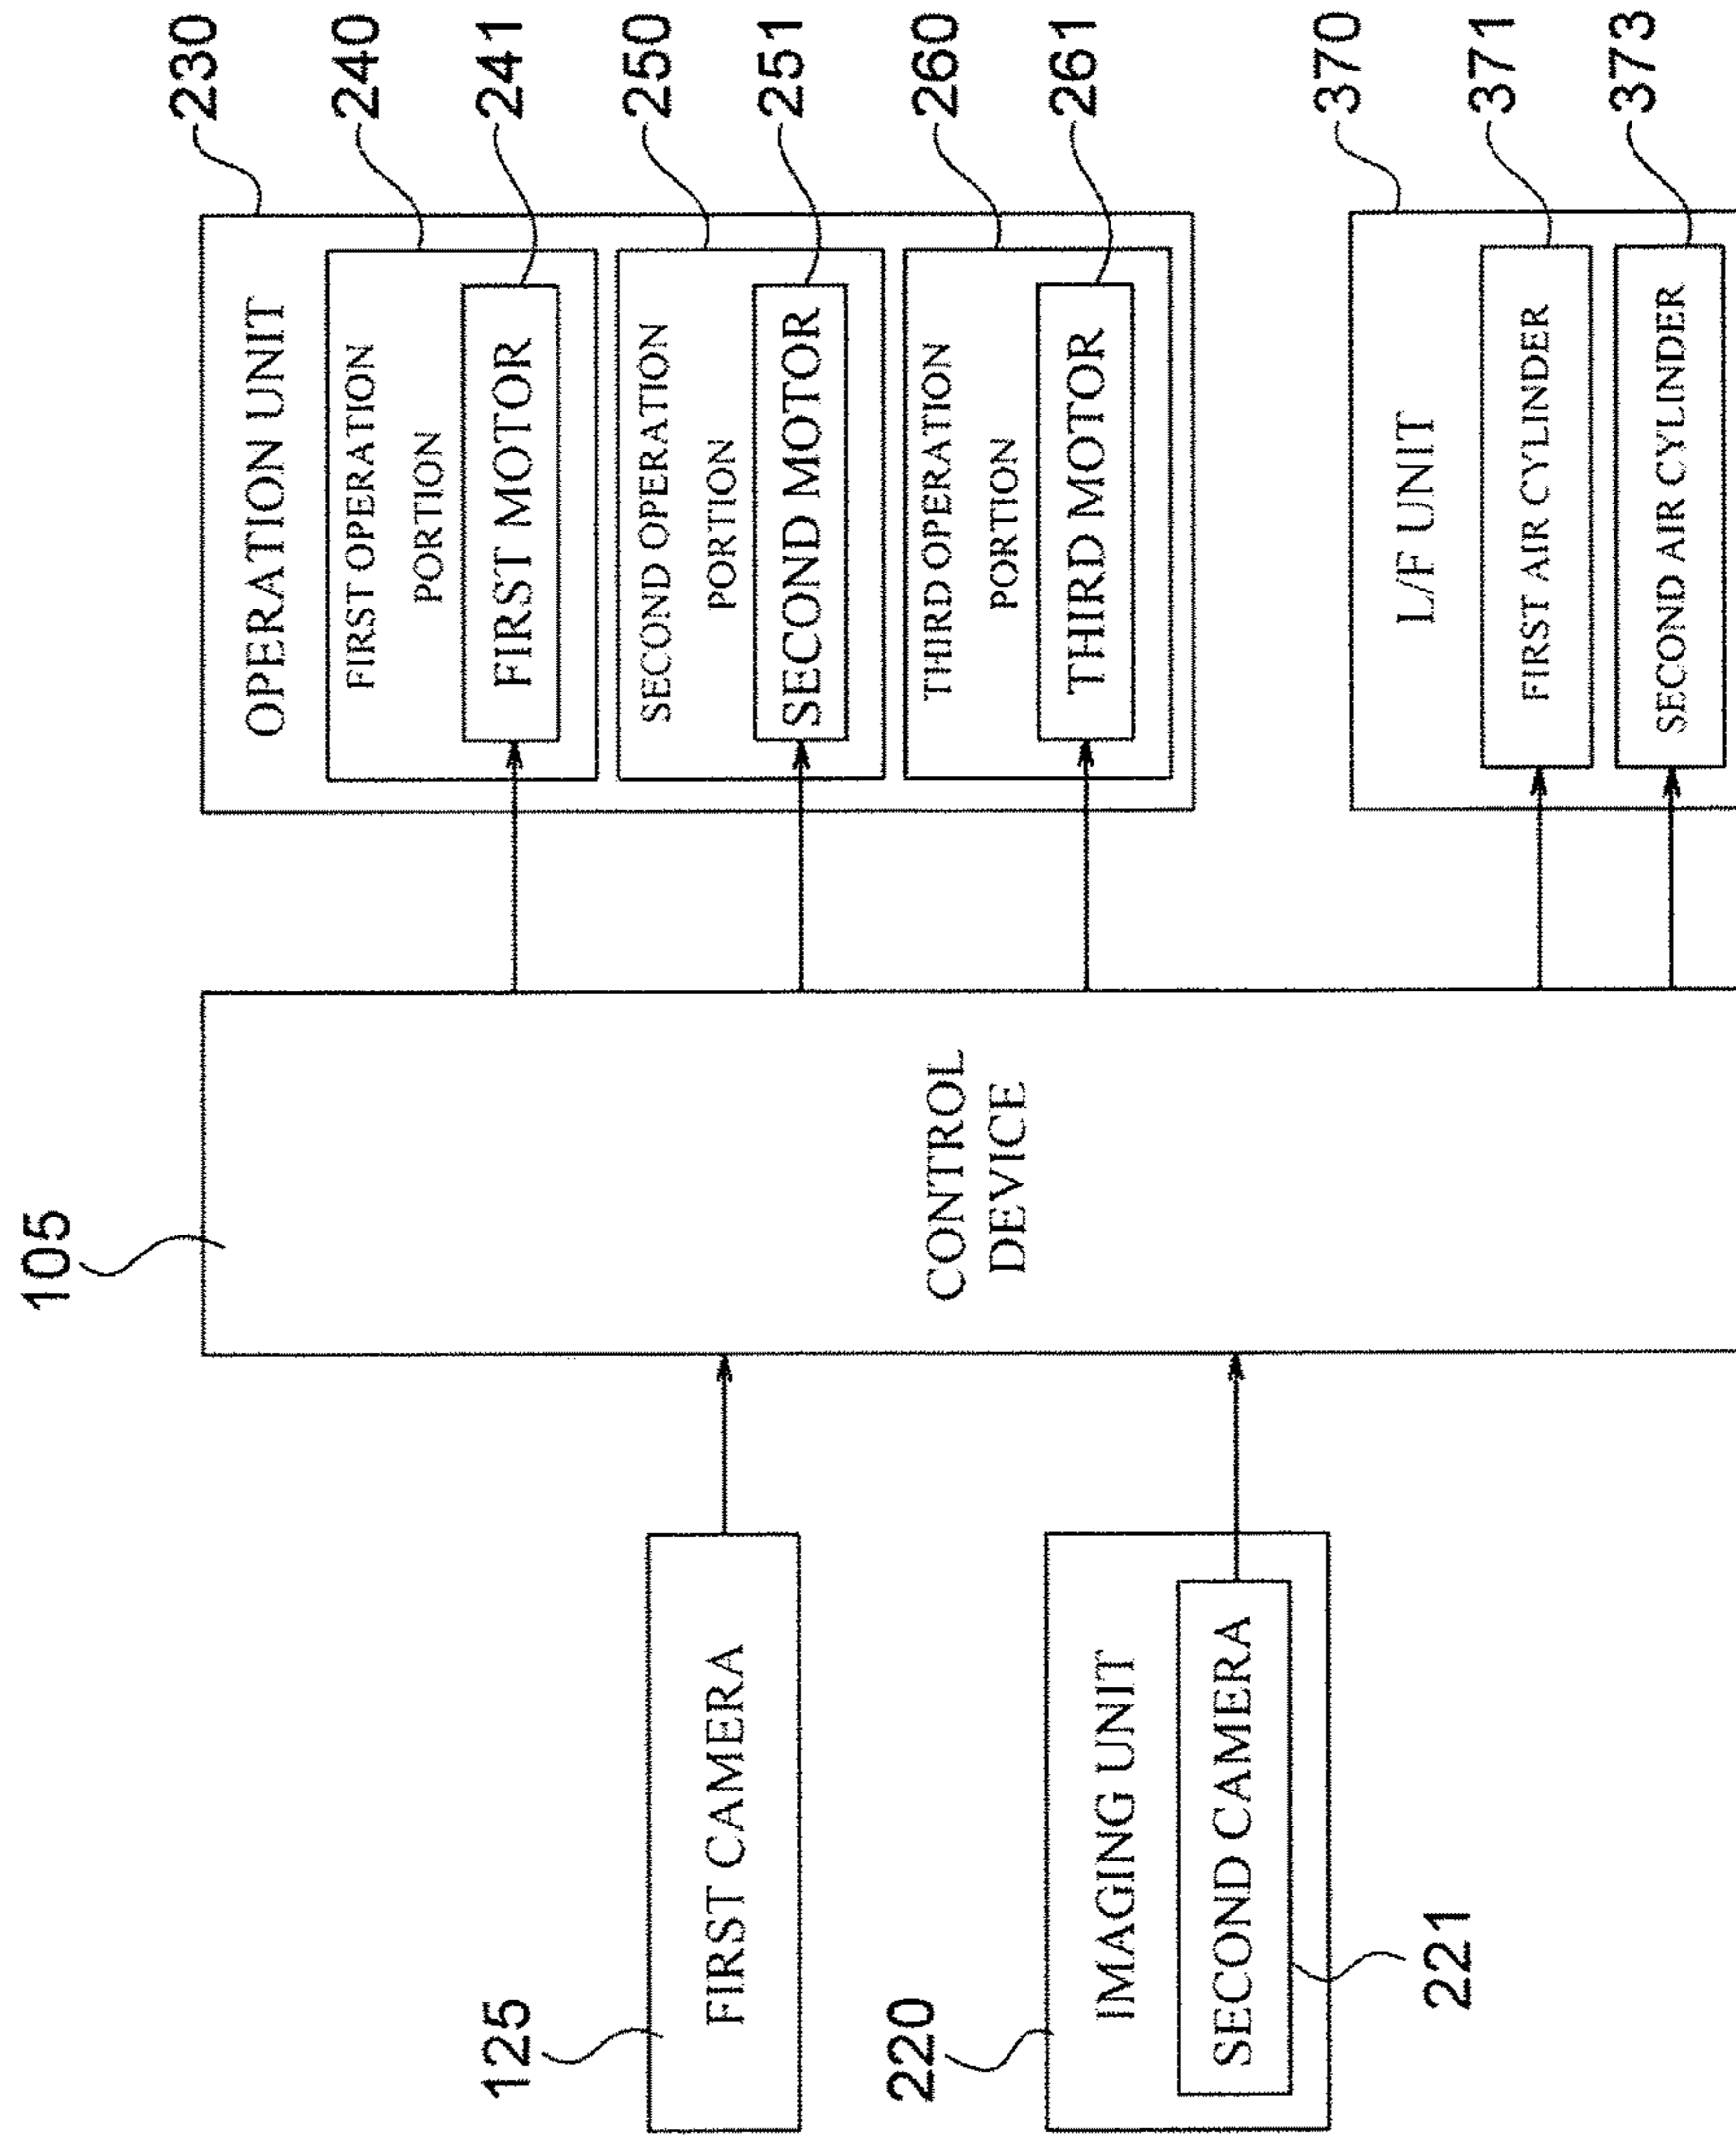 105
125
FIRST CAMERA
220
IMAGING UNIT
SECOND CAMERA
221
CONTROL
DEVICE
OPERATION UNIT
230
FIRST OPERATION
PORTION
240
FIRST MOTOR
241
SECOND OPERATION
PORTION
250
SECOND MOTOR
251
THIRD OPERATION
PORTION
260
THIRD MOTOR
261
L/F UNIT
370
FIRST AIR CYLINDER
371
SECOND AIR CYLINDER
373